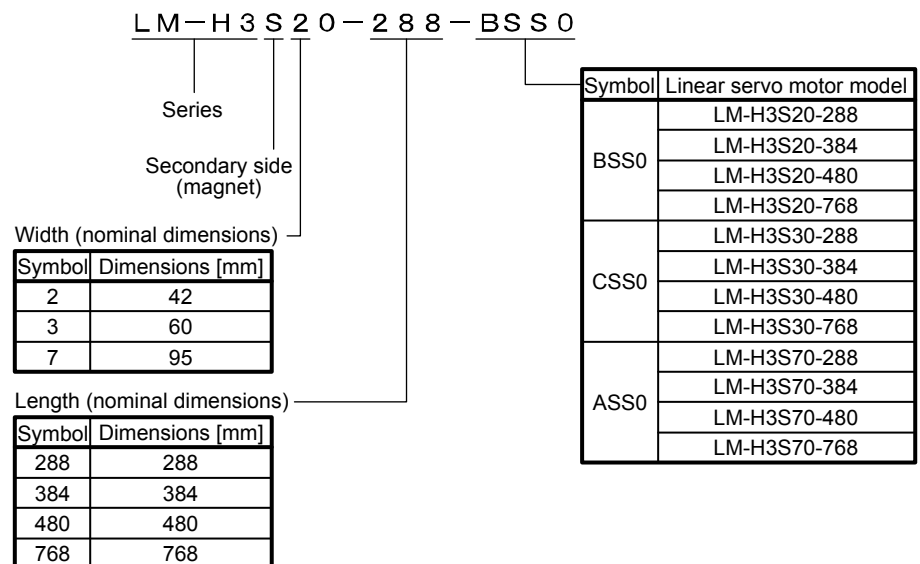 LM-H3S20-288-BSS0
Series
Secondary side
(magnet)
Width (nominal dimensions)
Symbol Dimensions [mm]
2 42
3 60
7 95
Length (nominal dimensions)
Symbol Dimensions [mm]
288 288
384 384
480 480
768 768
Symbol Linear servo motor model
BSS0
LM-H3S20-288
LM-H3S20-384
LM-H3S20-480
LM-H3S20-768
CSS0
LM-H3S30-288
LM-H3S30-384
LM-H3S30-480
LM-H3S30-768
ASS0
LM-H3S70-288
LM-H3S70-384
LM-H3S70-480
LM-H3S70-768